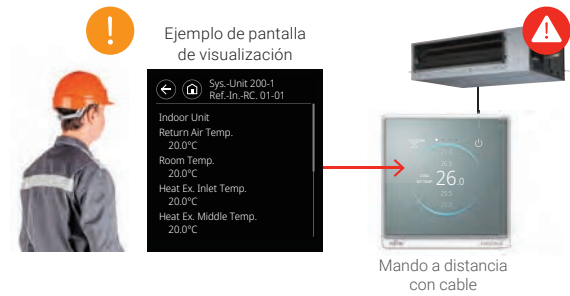 Ejemplo de pantalla
de visualización
Sys.-Unit 200-1
Ref.-In.-RC. 01-01
Indoor Unit
Return Air Temp.
20.0°C
Room Temp.
20.0°C
Heat Ex. Inlet Temp.
20.0°C
Heat Ex. Middle Temp.
20.0°C
26.0
Mando a distancia
con cable